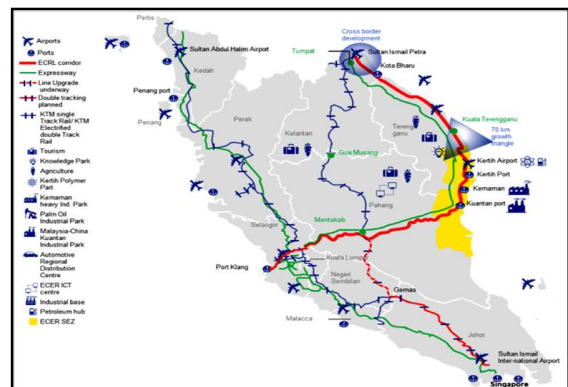 Perlis
Cross border
development
Airports
Ports
ECRL corridor
Expressway
Line Upgrade
underway
Double tracking
planned
KTM single
Track Rail/ KTM
Electrified
double Track
Rail
Tourism
Knowledge Park
Agriculture
Kertih Polymer
Part
Kemaman
heavy Ind. Park
Palm Oil
Industrial Park
Malaysia-China
Kuantan
Industrial Park
Automotive
Regional
Distribution
Centre
ECER ICT
centre
Industrial base
Petroleum hub
ECER SEZ
Sultan Abdul Halim Airport
Kedah
Penang port
Penang
Perak
Tumpat
Sultan Ismail Petra
Kota Bharu
Kelantan
Tereng
ganu
Kuala Terengganu
70 km
growth
triangle
Gua Musang
Kertih Airport
Kertih Port
Kemaman
Kuantan port
Pahang
Mentakab
Selangor
Port Klang
Kuala Lumpur
Negeri
Sembilan
Gemas
Malacca
Johor
Sultan Ismail
Inter-national Airport
Singapore